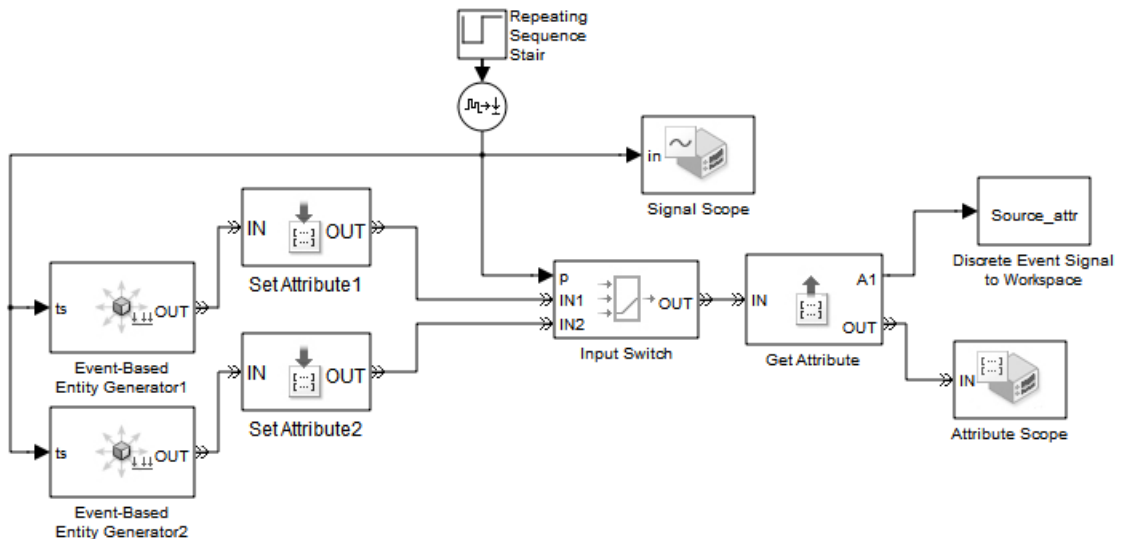 Repeating
Sequence
Stair
in
Signal Scope
IN
OUT
Set Attribute1
Source_attr
Discrete Event Signal
to Workspace
ts
OUT
Event-Based
Entity Generator1
p
IN1
IN2
OUT
Input Switch
IN
A1
OUT
Get Attribute
IN
OUT
Set Attribute2
IN
Attribute Scope
ts
OUT
Event-Based
Entity Generator2